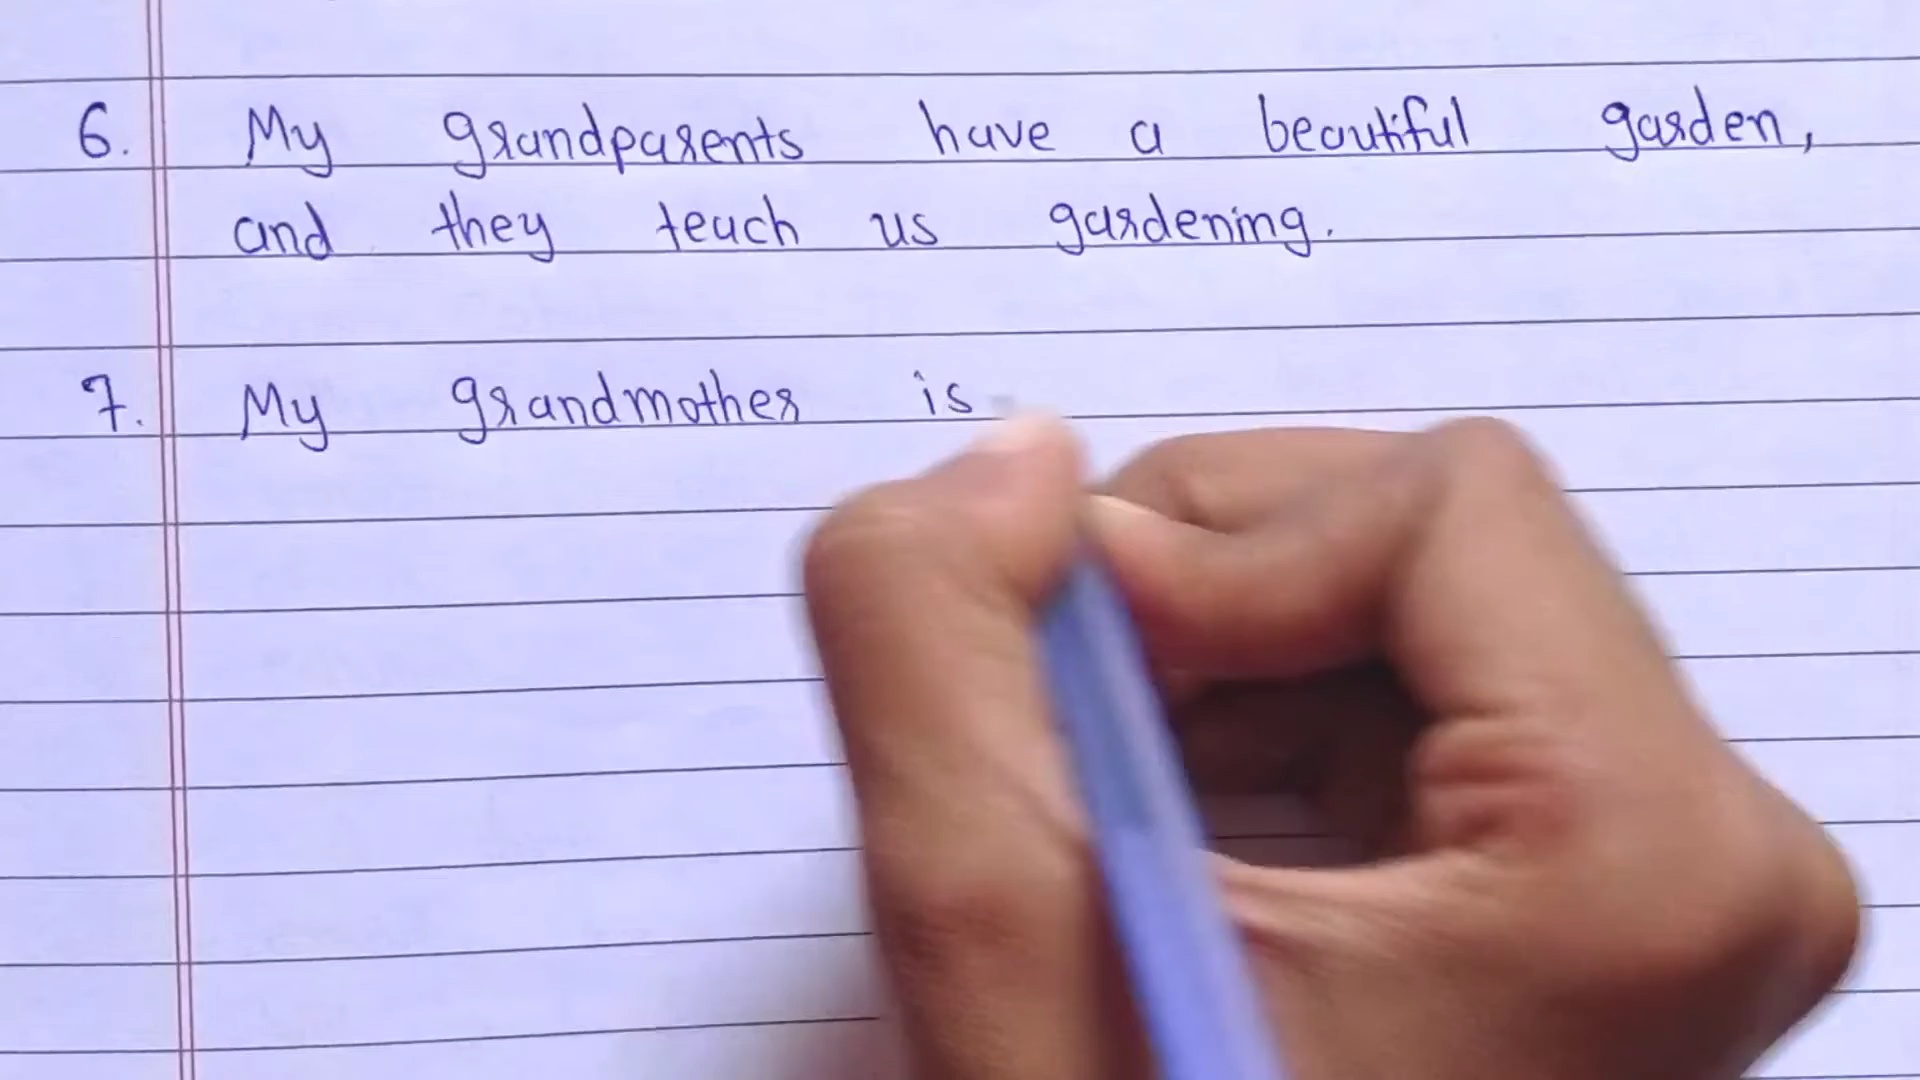 6. My grandparents have a beautiful garden,
and they teach us gardening.
7. My grandmother is